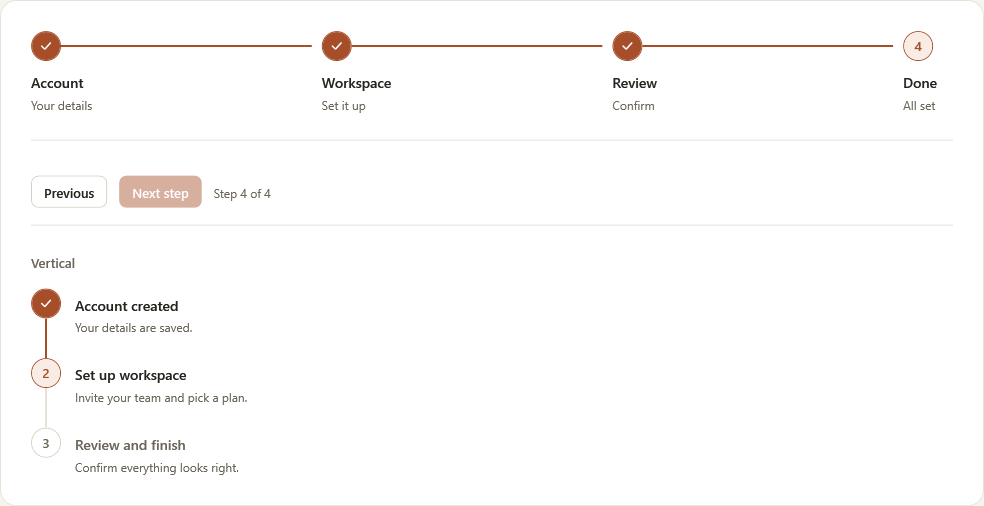 4
Account Workspace Review Done
Your details Set it up Confirm All set
Previous Next step Step 4 of 4
Vertical
Account created
Your details are saved.
2
Set up workspace
Invite your team and pick a plan.
3
Review and finish
Confirm everything looks right.